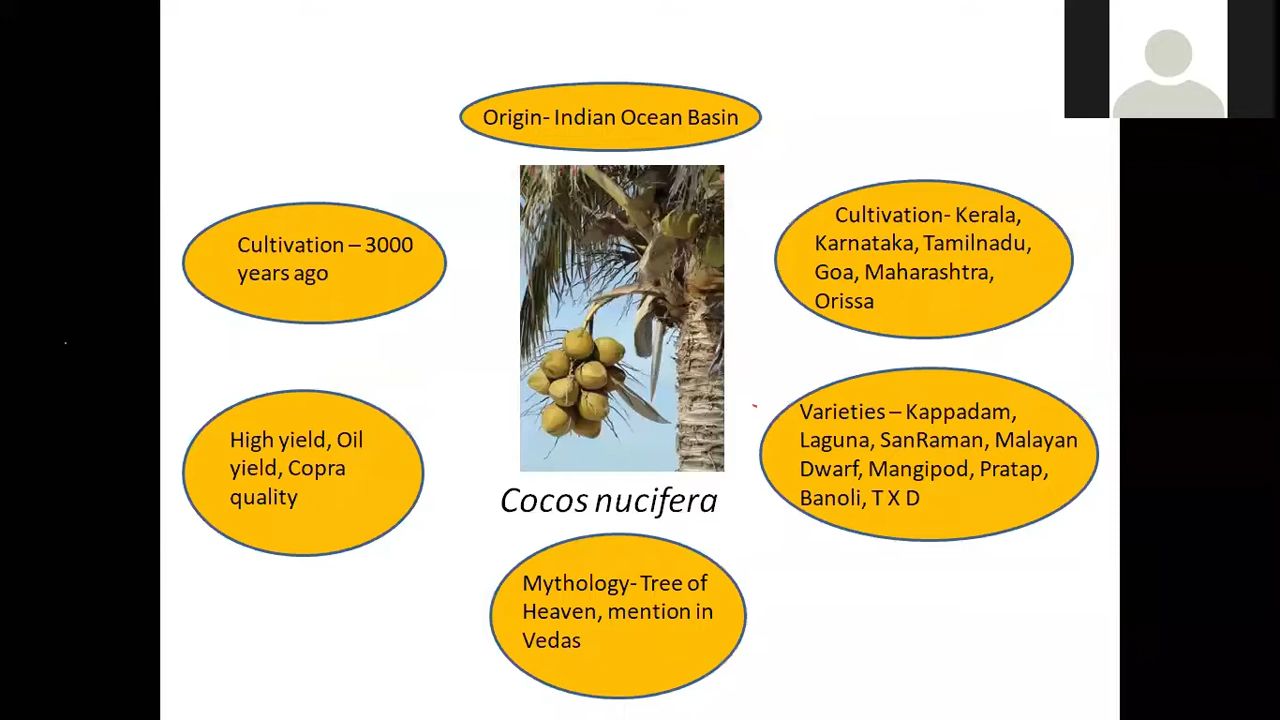 Origin- Indian Ocean Basin
Cultivation – 3000
years ago
Cultivation- Kerala,
Karnataka, Tamilnadu,
Goa, Maharashtra,
Orissa
High yield, Oil
yield, Copra
quality
Varieties – Kappadam,
Laguna, SanRaman, Malayan
Dwarf, Mangipod, Pratap,
Banoli, T X D
Cocos nucifera
Mythology- Tree of
Heaven, mention in
Vedas